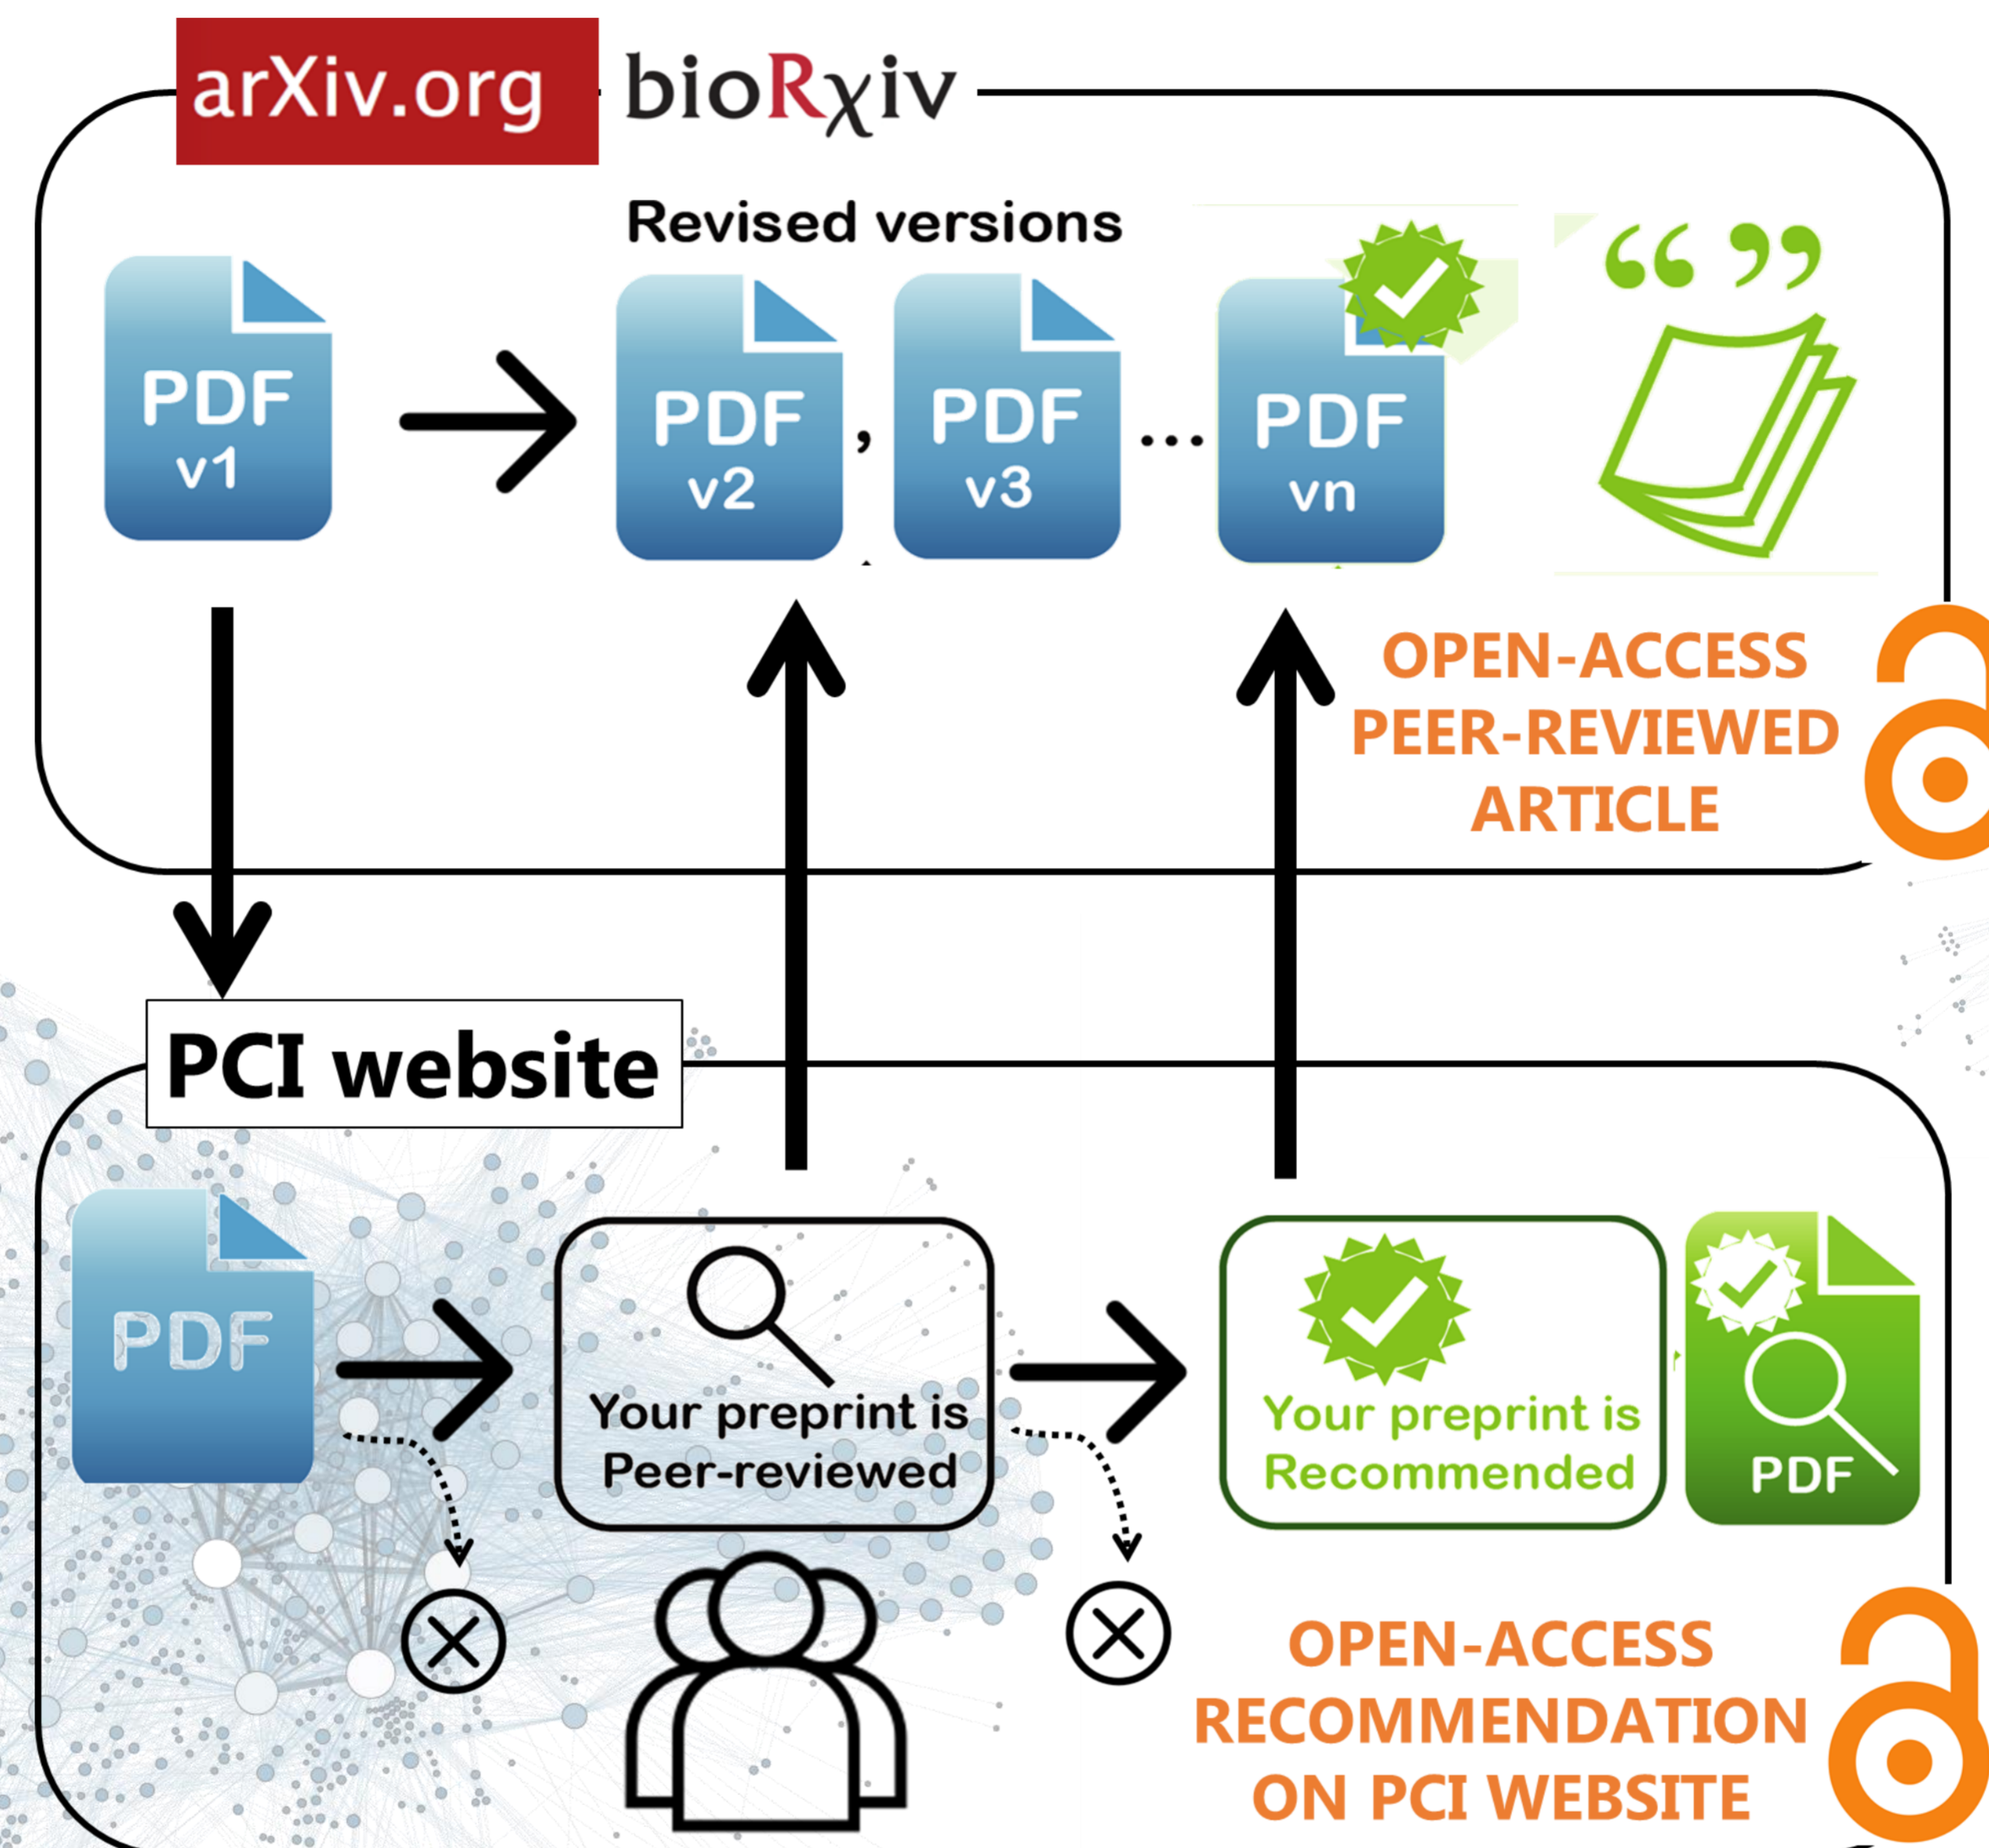 arXiv.org
bioRχiv
Revised versions
PDF
v1
PDF
v2
,
PDF
v3
...
PDF
vn
“ ”
OPEN-ACCESS
PEER-REVIEWED
ARTICLE
PCI website
PDF
Your preprint is
Peer-reviewed
Your preprint is
Recommended
PDF
OPEN-ACCESS
RECOMMENDATION
ON PCI WEBSITE